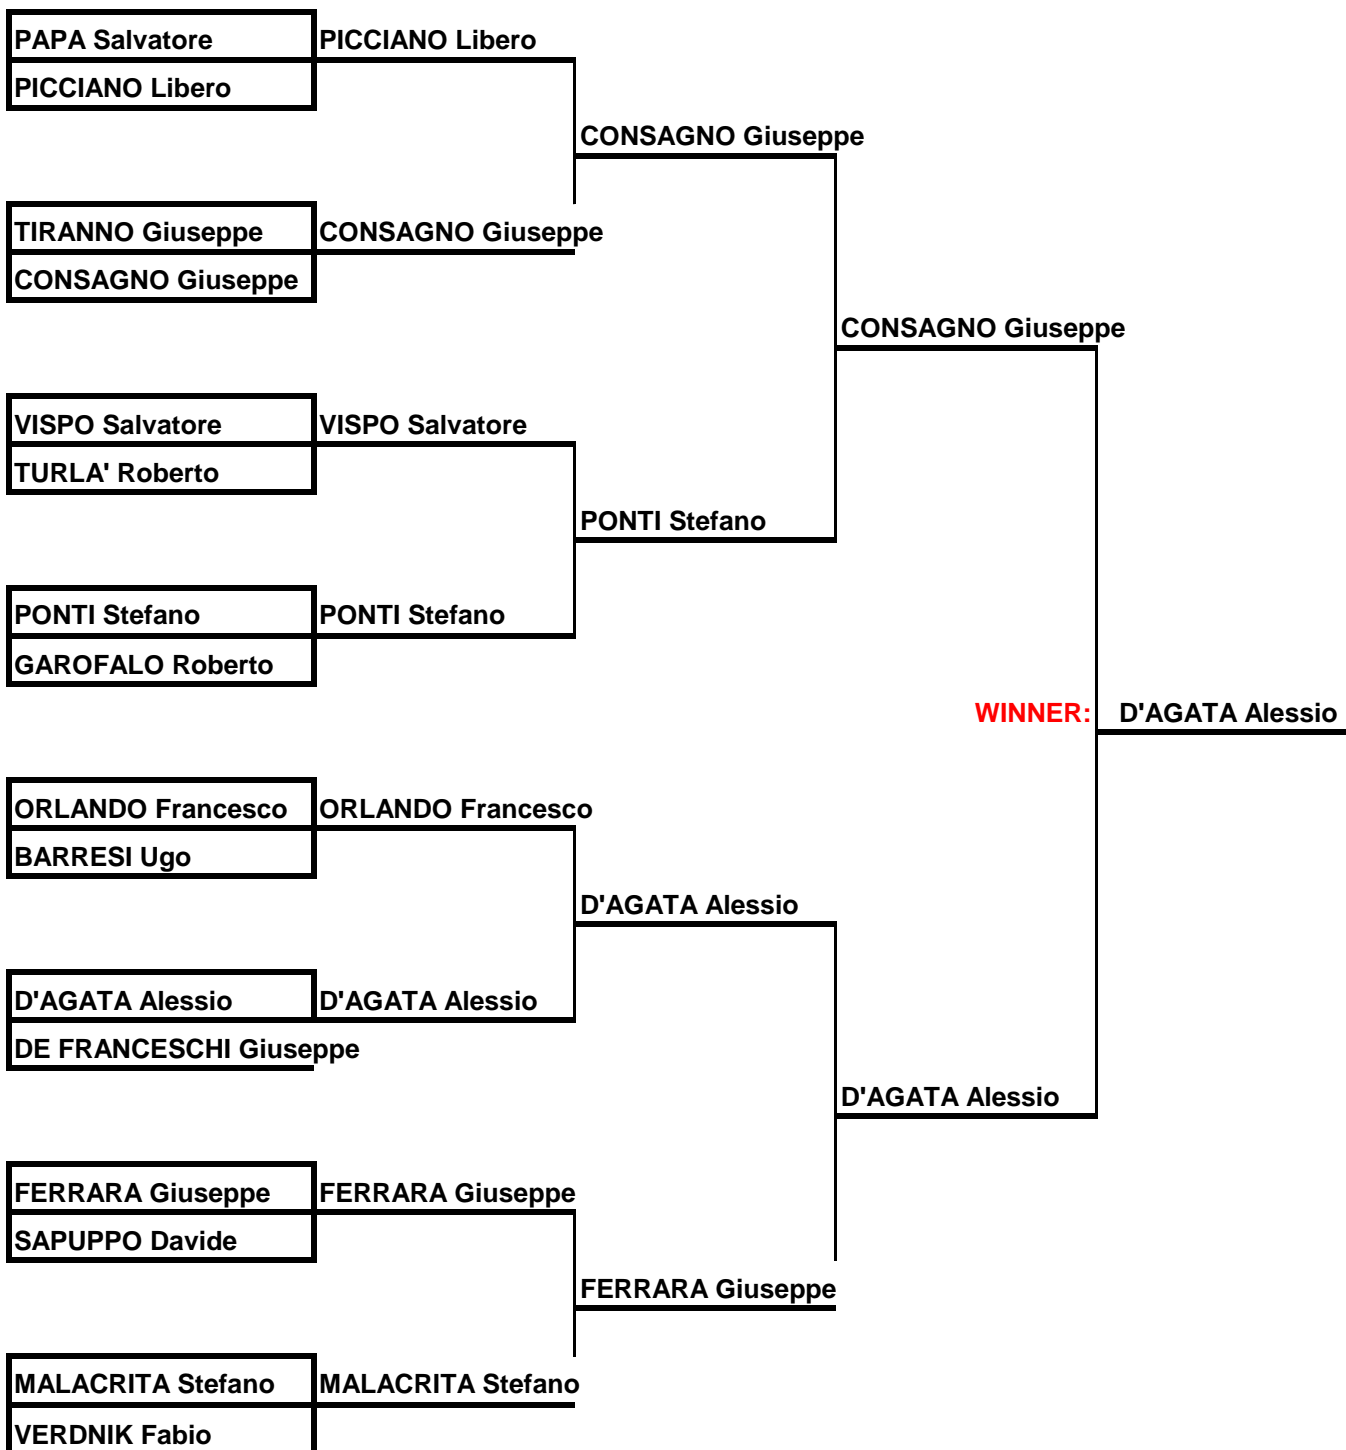 PAPA Salvatore PICCIANO Libero
PICCIANO Libero
CONSAGNO Giuseppe
TIRANNO Giuseppe CONSAGNO Giuseppe
CONSAGNO Giuseppe
CONSAGNO Giuseppe
VISPO Salvatore VISPO Salvatore
TURLA' Roberto
PONTI Stefano
PONTI Stefano PONTI Stefano
GAROFALO Roberto
WINNER: D'AGATA Alessio
ORLANDO Francesco ORLANDO Francesco
BARRESI Ugo
D'AGATA Alessio
D'AGATA Alessio D'AGATA Alessio
DE FRANCESCHI Giuseppe
D'AGATA Alessio
FERRARA Giuseppe FERRARA Giuseppe
SAPUPPO Davide
FERRARA Giuseppe
MALACRITA Stefano MALACRITA Stefano
VERDNIK Fabio